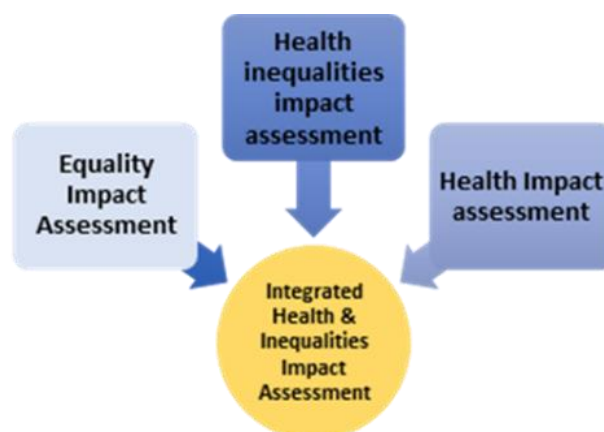 Health
inequalities
impact
assessment
Equality
Impact
Assessment
Health Impact
assessment
Integrated
Health &
Inequalities
Impact
Assessment